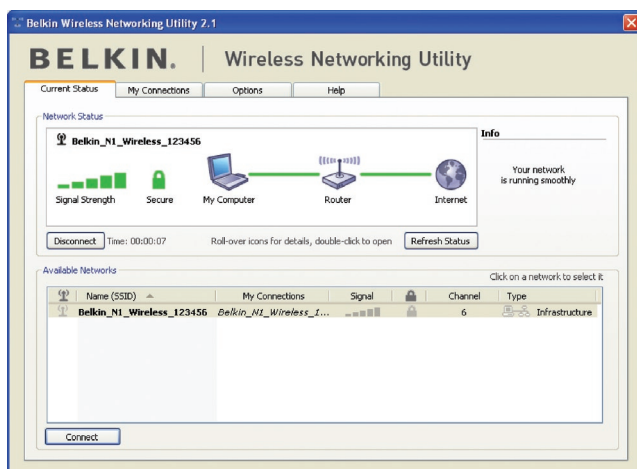 Belkin Wireless Networking Utility 2.1
BELKIN. | Wireless Networking Utility
Current Status My Connections Options Help
Network Status
Belkin_N1_Wireless_123456
Info
Your network
is running smoothly
Signal Strength Secure My Computer Router Internet
Disconnect Time: 00:00:07 Roll-over icons for details, double-click to open Refresh Status
Available Networks
Click on a network to select it
Name (SSID) My Connections Signal Channel Type
Belkin_N1_Wireless_123456 Belkin_N1_Wireless_1... 6 Infrastructure
Connect